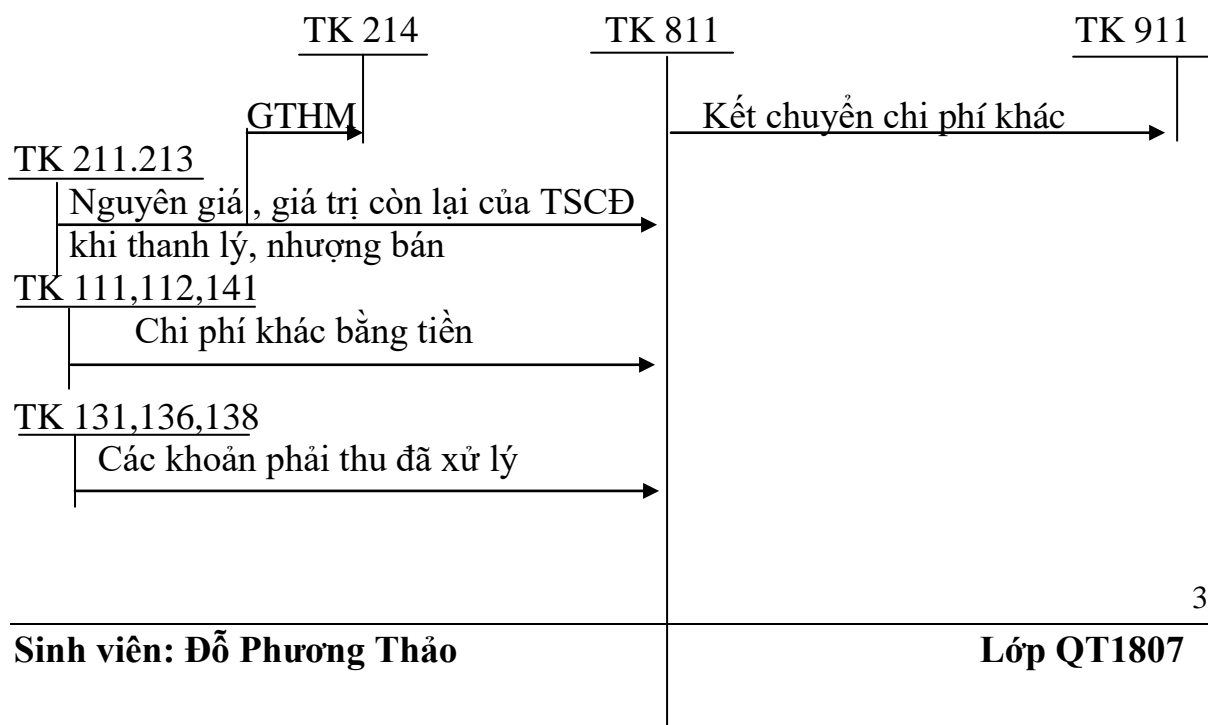 TK 214 TK 811 TK 911
GTHM Kết chuyển chi phí khác
TK 211.213
Nguyên giá , giá trị còn lại của TSCĐ
khi thanh lý, nhượng bán
TK 111,112,141
Chi phí khác bằng tiền
TK 131,136,138
Các khoản phải thu đã xử lý
3
Sinh viên: Đỗ Phương Thảo Lớp QT1807